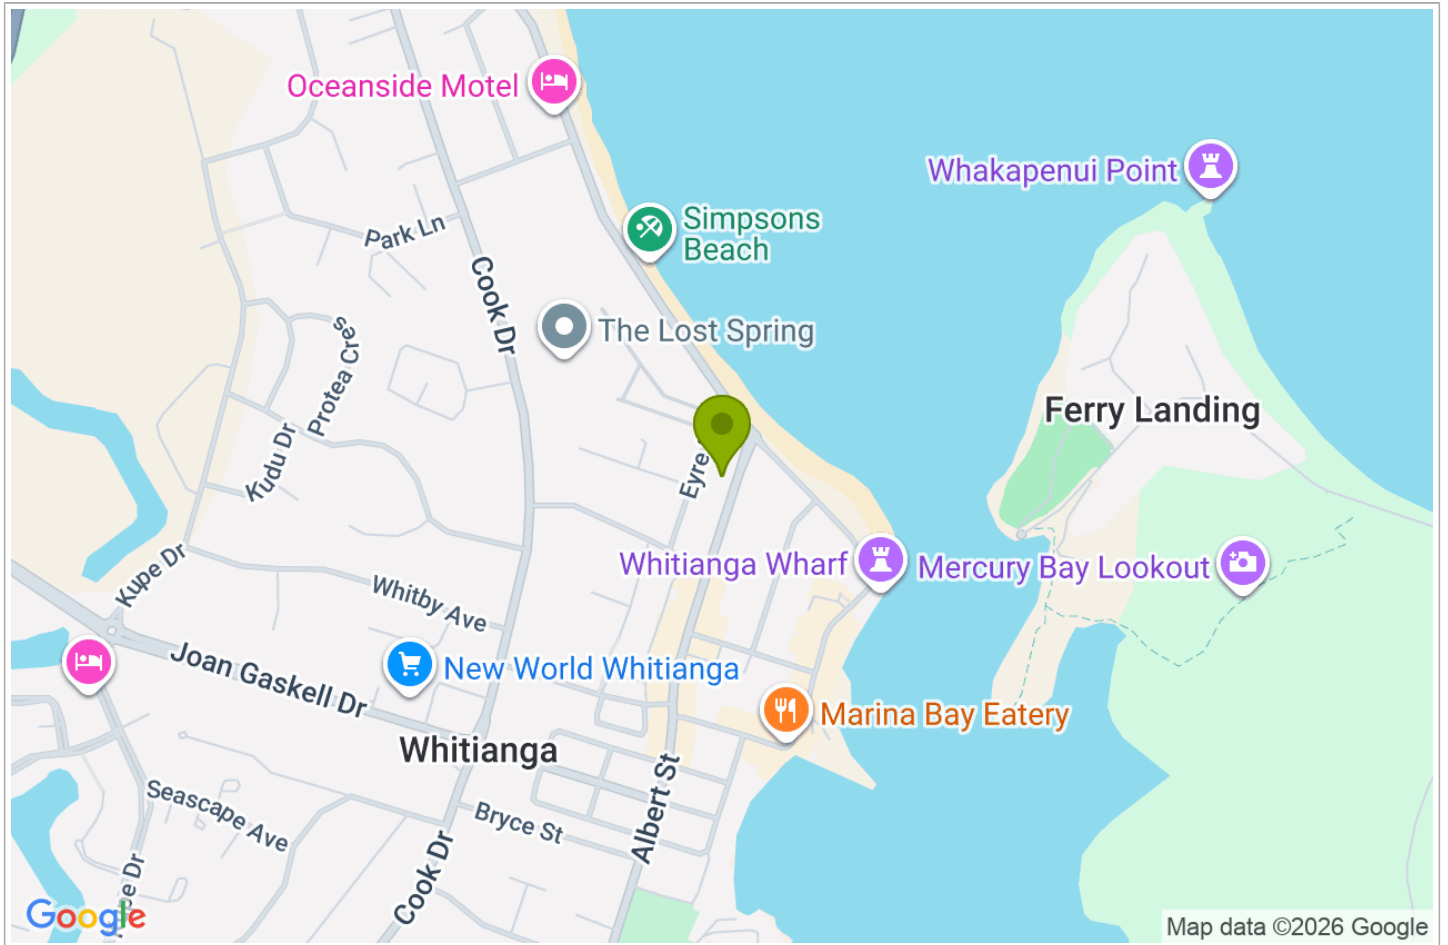 Oceanside Motel
Whakapenui Point
Simpsons
Beach
Park Ln
Cook Dr
The Lost Spring
Protea Cres
Ferry Landing
Kudu Dr
Eyre
Whitianga Wharf
Mercury Bay Lookout
Kupe Dr
Whitby Ave
Joan Gaskell Dr
New World Whitianga
Marina Bay Eatery
Whitianga
Seascape Ave
Bryce St
Albert St
Cook Dr
Dr
Google
Map data ©2026 Google